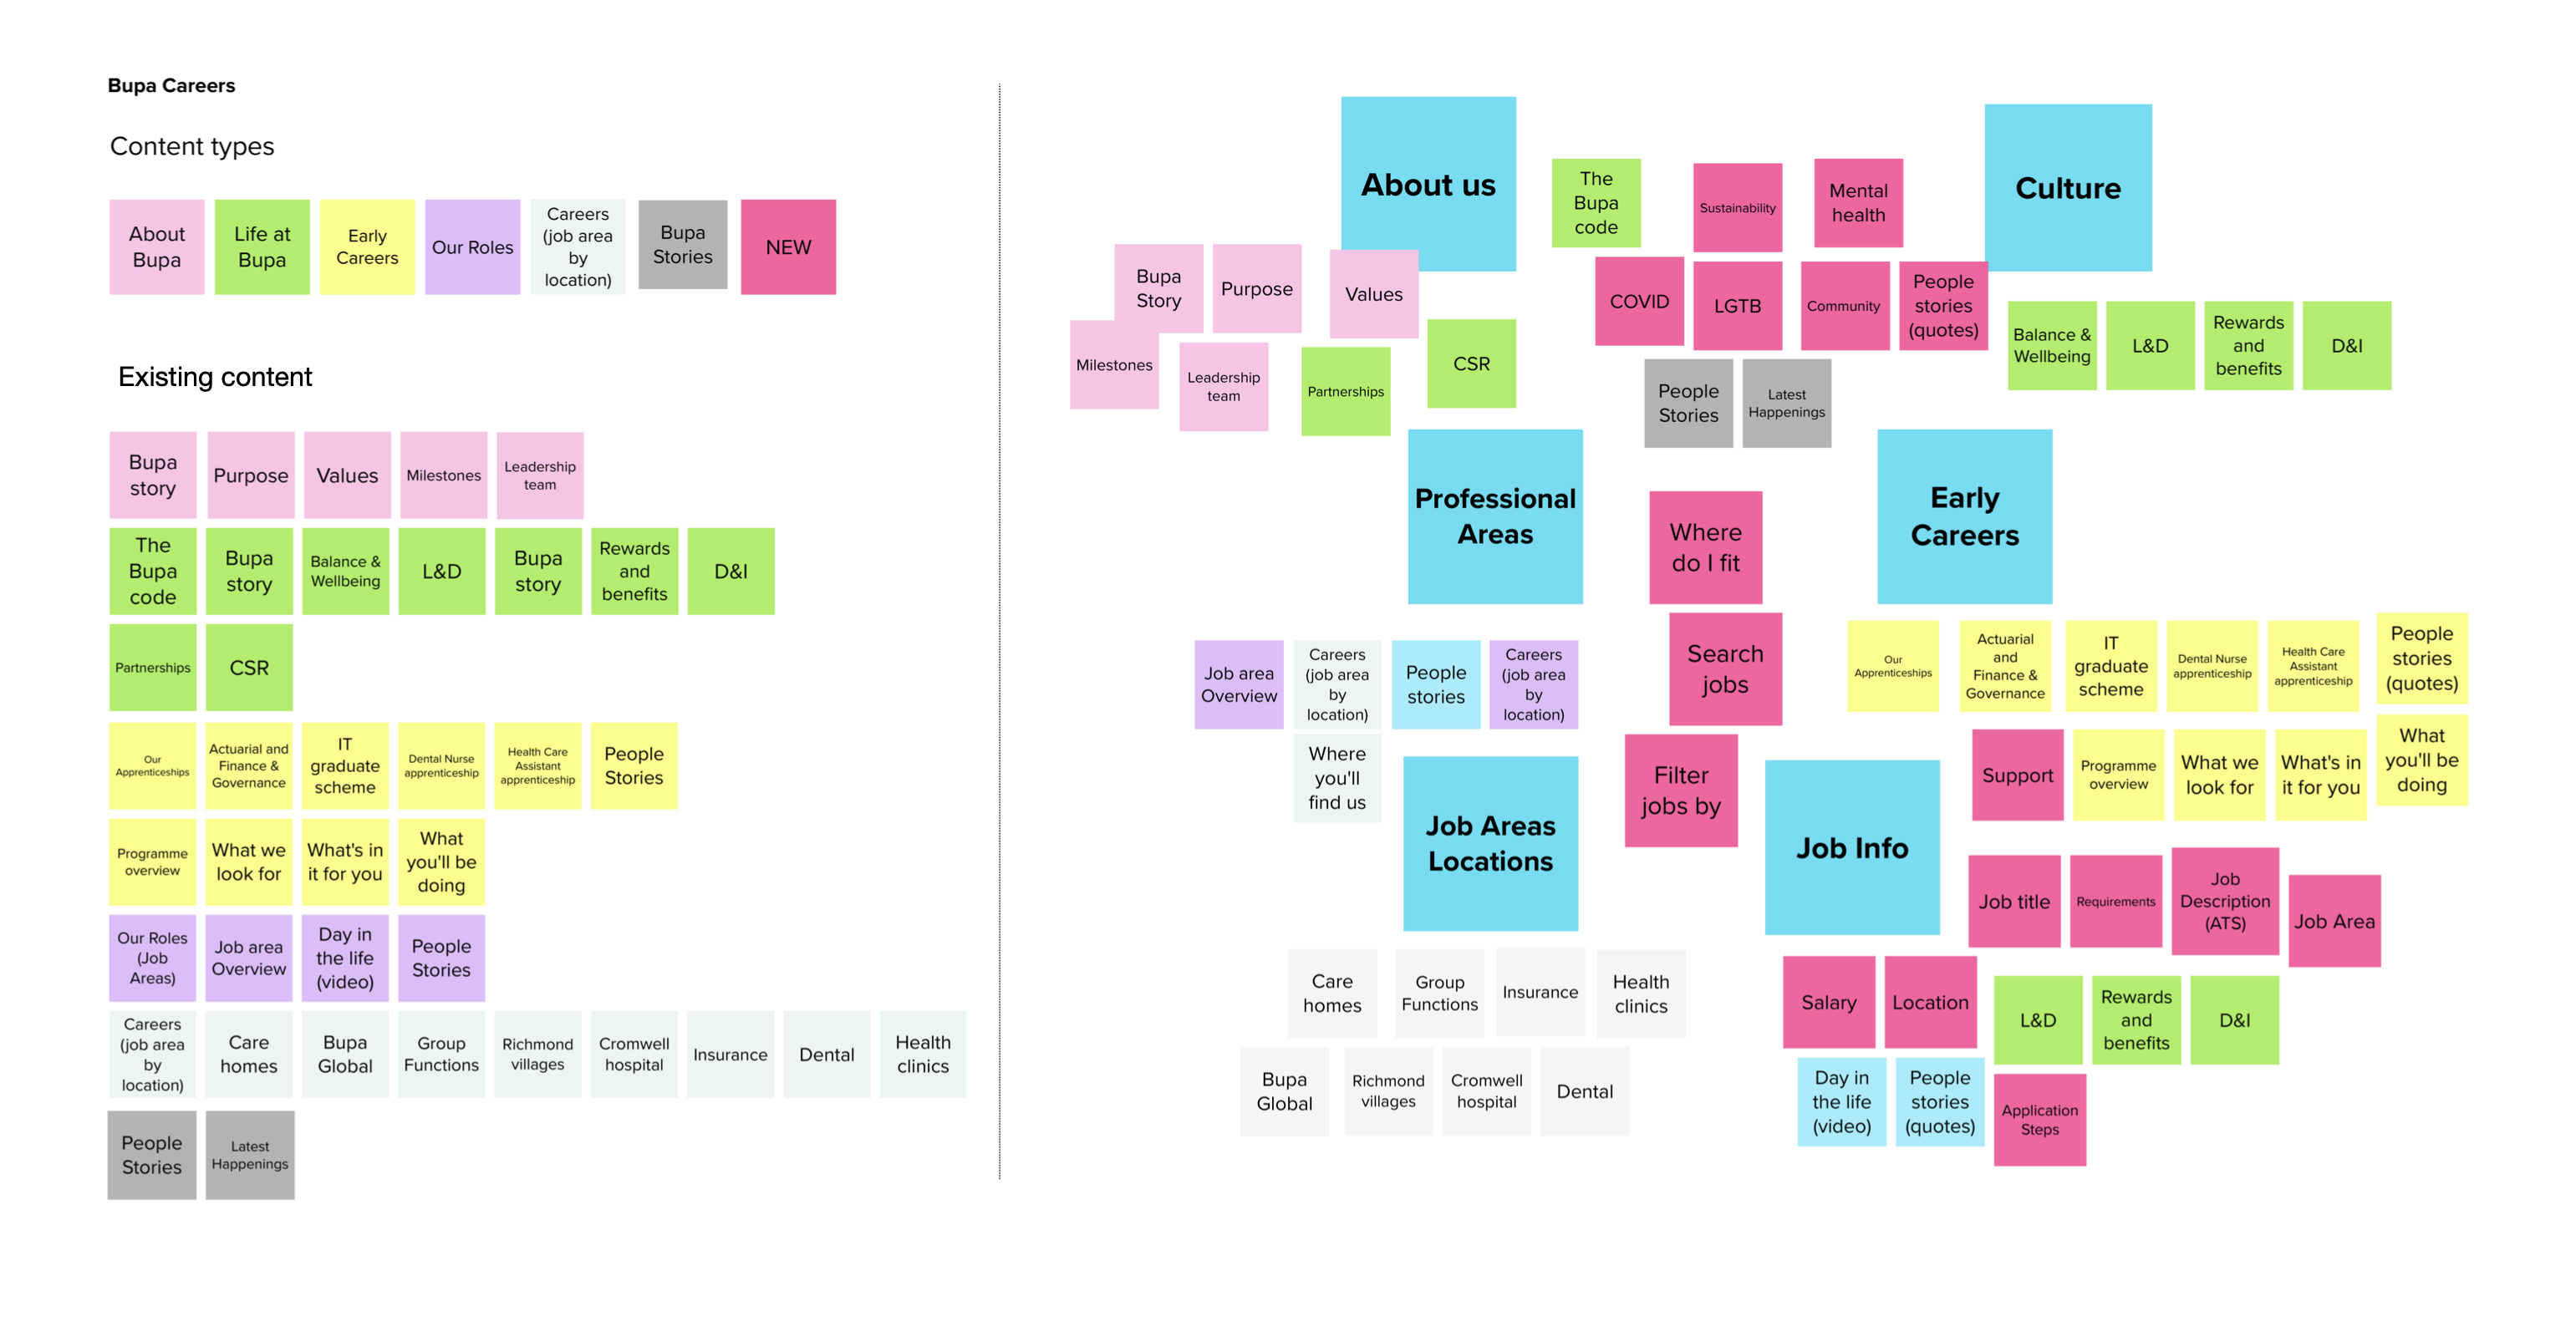 Bupa Careers
Content types
About
Bupa
Life at
Bupa
Early
Careers
Our Roles
Careers
(job area
by
location)
Bupa
Stories
NEW
Existing content
Bupa
story
Purpose
Values
Milestones
Leadership
team
The
Bupa
code
Bupa
story
Balance &
Wellbeing
L&D
Bupa
story
Rewards
and
benefits
D&I
Partnerships
CSR
Our
Apprenticeships
Actuarial and
Finance &
Governance
IT
graduate
scheme
Dental Nurse
apprenticeship
Health Care
Assistant
apprenticeship
People
Stories
Programme
overview
What we
look for
What's in
it for you
What
you'll be
doing
Our Roles
(Job
Areas)
Job area
Overview
Day in
the life
(video)
People
Stories
Careers
(job area
by
location)
Care
homes
Bupa
Global
Group
Functions
Richmond
villages
Cromwell
hospital
Insurance
Dental
Health
clinics
People
Stories
Latest
Happenings
About us
The
Bupa
code
Sustainability
Mental
health
Culture
Bupa
Story
Purpose
Values
COVID
LGTB
Community
People
stories
(quotes)
Milestones
Leadership
team
Partnerships
CSR
People
Stories
Latest
Happenings
Balance &
Wellbeing
L&D
Rewards
and
benefits
D&I
Professional
Areas
Where
do I fit
Early
Careers
Job area
Overview
Careers
(job area
by
location)
People
stories
Careers
(job area
by
location)
Search
jobs
Our
Apprenticeships
Actuarial
and
Finance &
Governance
IT
graduate
scheme
Dental Nurse
apprenticeship
Health Care
Assistant
apprenticeship
People
stories
(quotes)
Where
you'll
find us
Job Areas
Locations
Filter
jobs by
Job Info
Support
Programme
overview
What we
look for
What's in
it for you
What
you'll be
doing
Job title
Requirements
Job
Description
(ATS)
Job Area
Care
homes
Group
Functions
Insurance
Health
clinics
Salary
Location
L&D
Rewards
and
benefits
D&I
Bupa
Global
Richmond
villages
Cromwell
hospital
Dental
Day in
the life
(video)
People
stories
(quotes)
Application
Steps